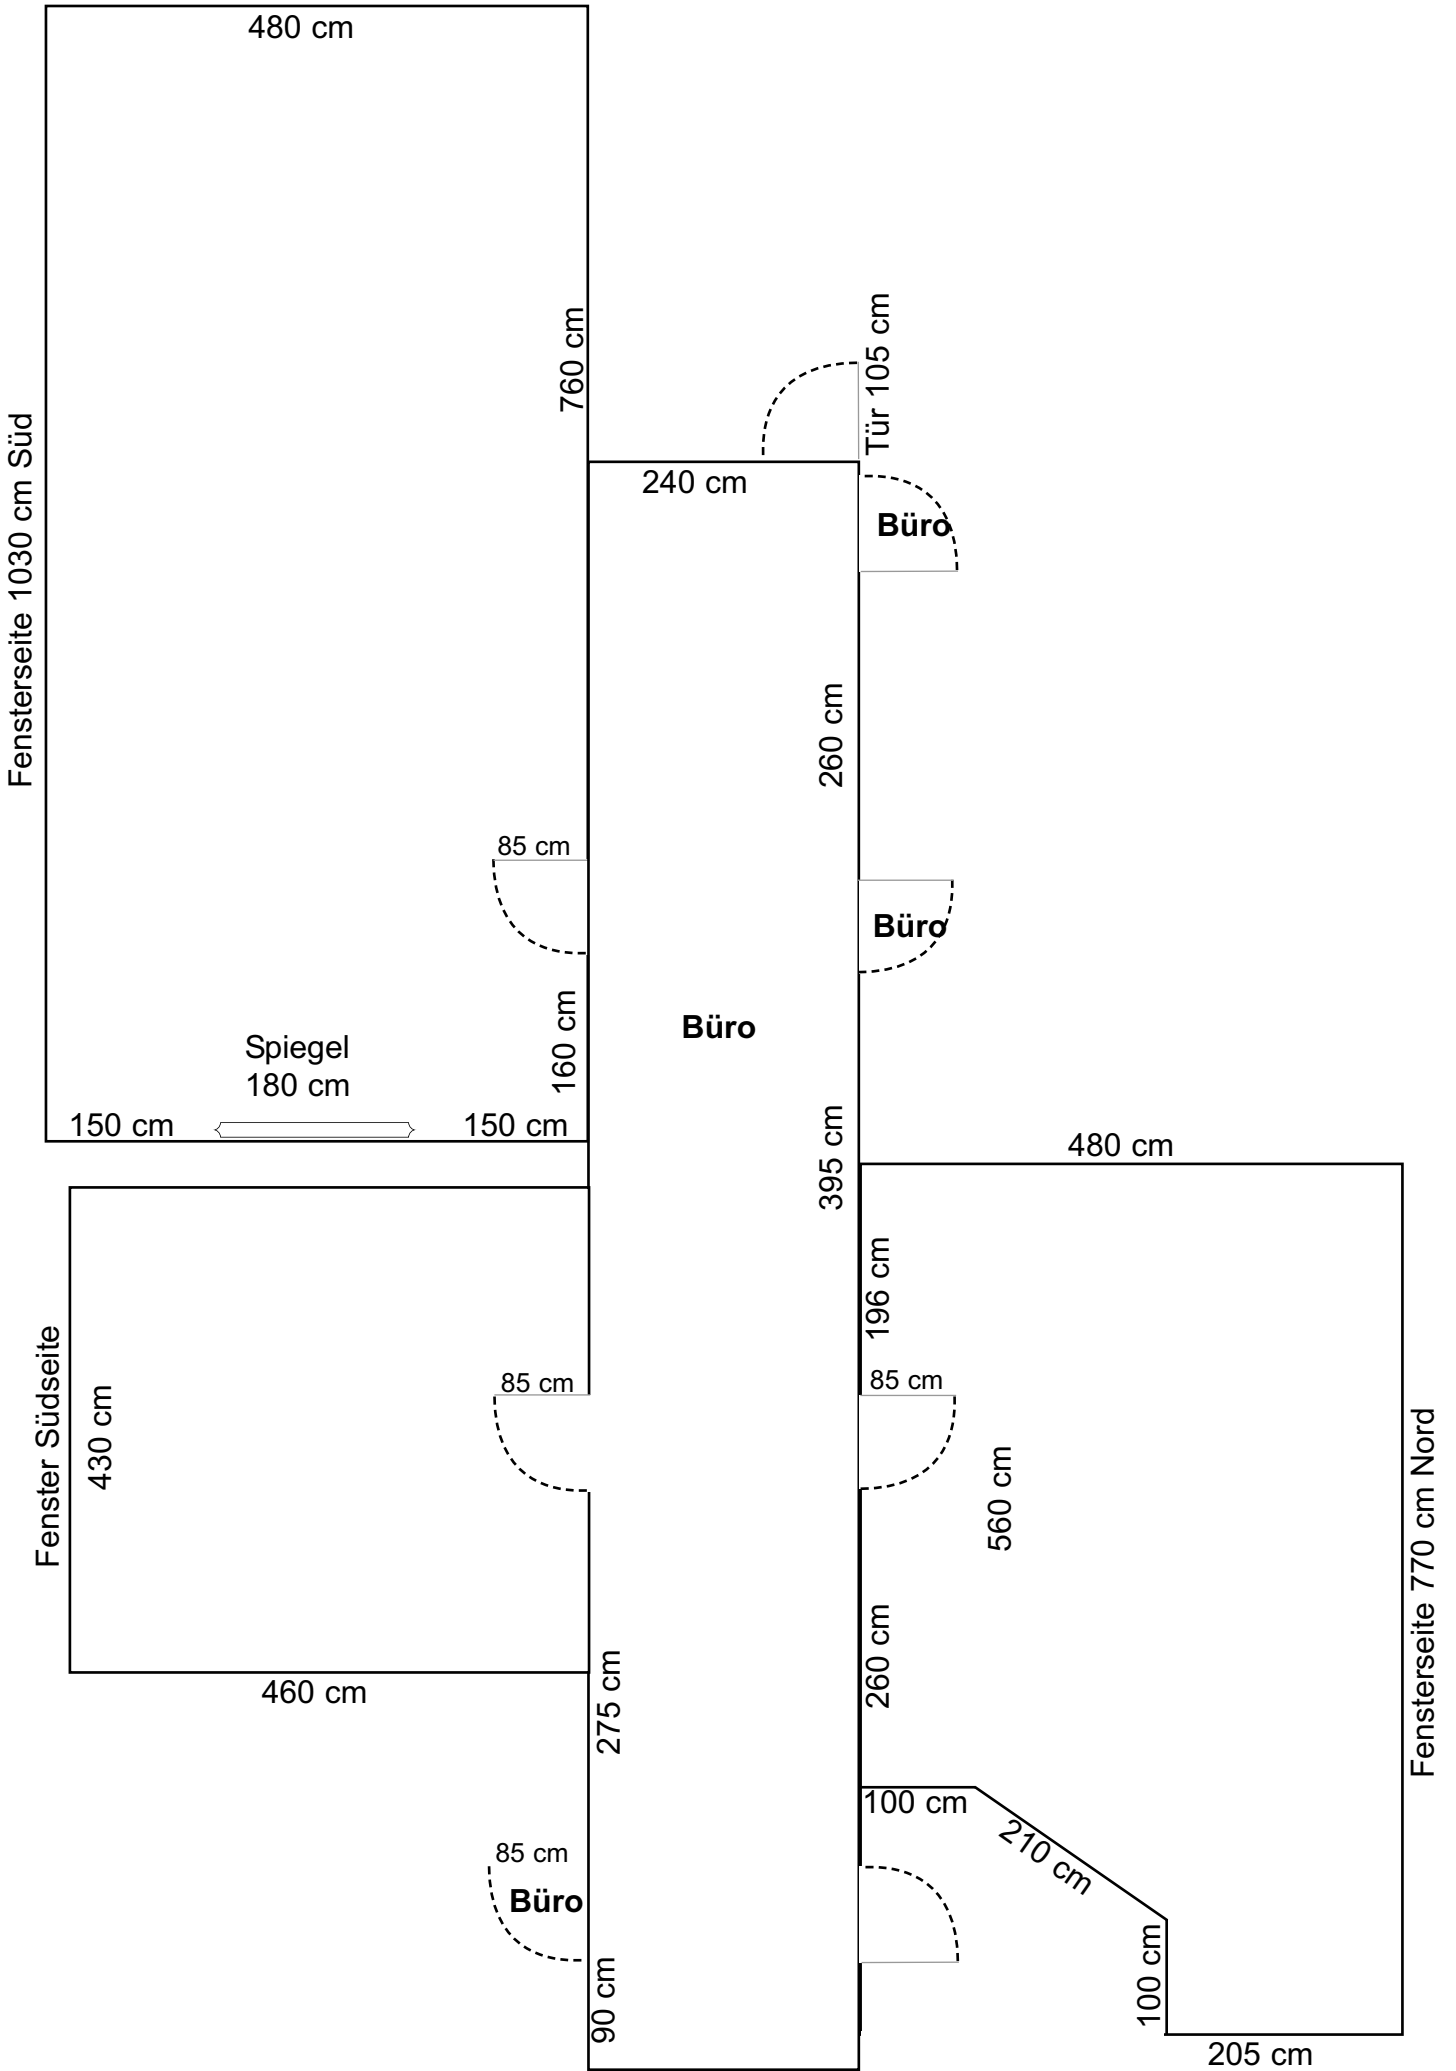 480 cm
Fensterseite 1030 cm Süd
760 cm
Tür 105 cm
240 cm
Büro
260 cm
85 cm
Büro
160 cm
Büro
Spiegel
180 cm
150 cm
150 cm
395 cm
480 cm
196 cm
Fenster Südseite
430 cm
85 cm
85 cm
560 cm
Fensterseite 770 cm Nord
260 cm
460 cm
275 cm
100 cm
210 cm
85 cm
Büro
90 cm
100 cm
205 cm